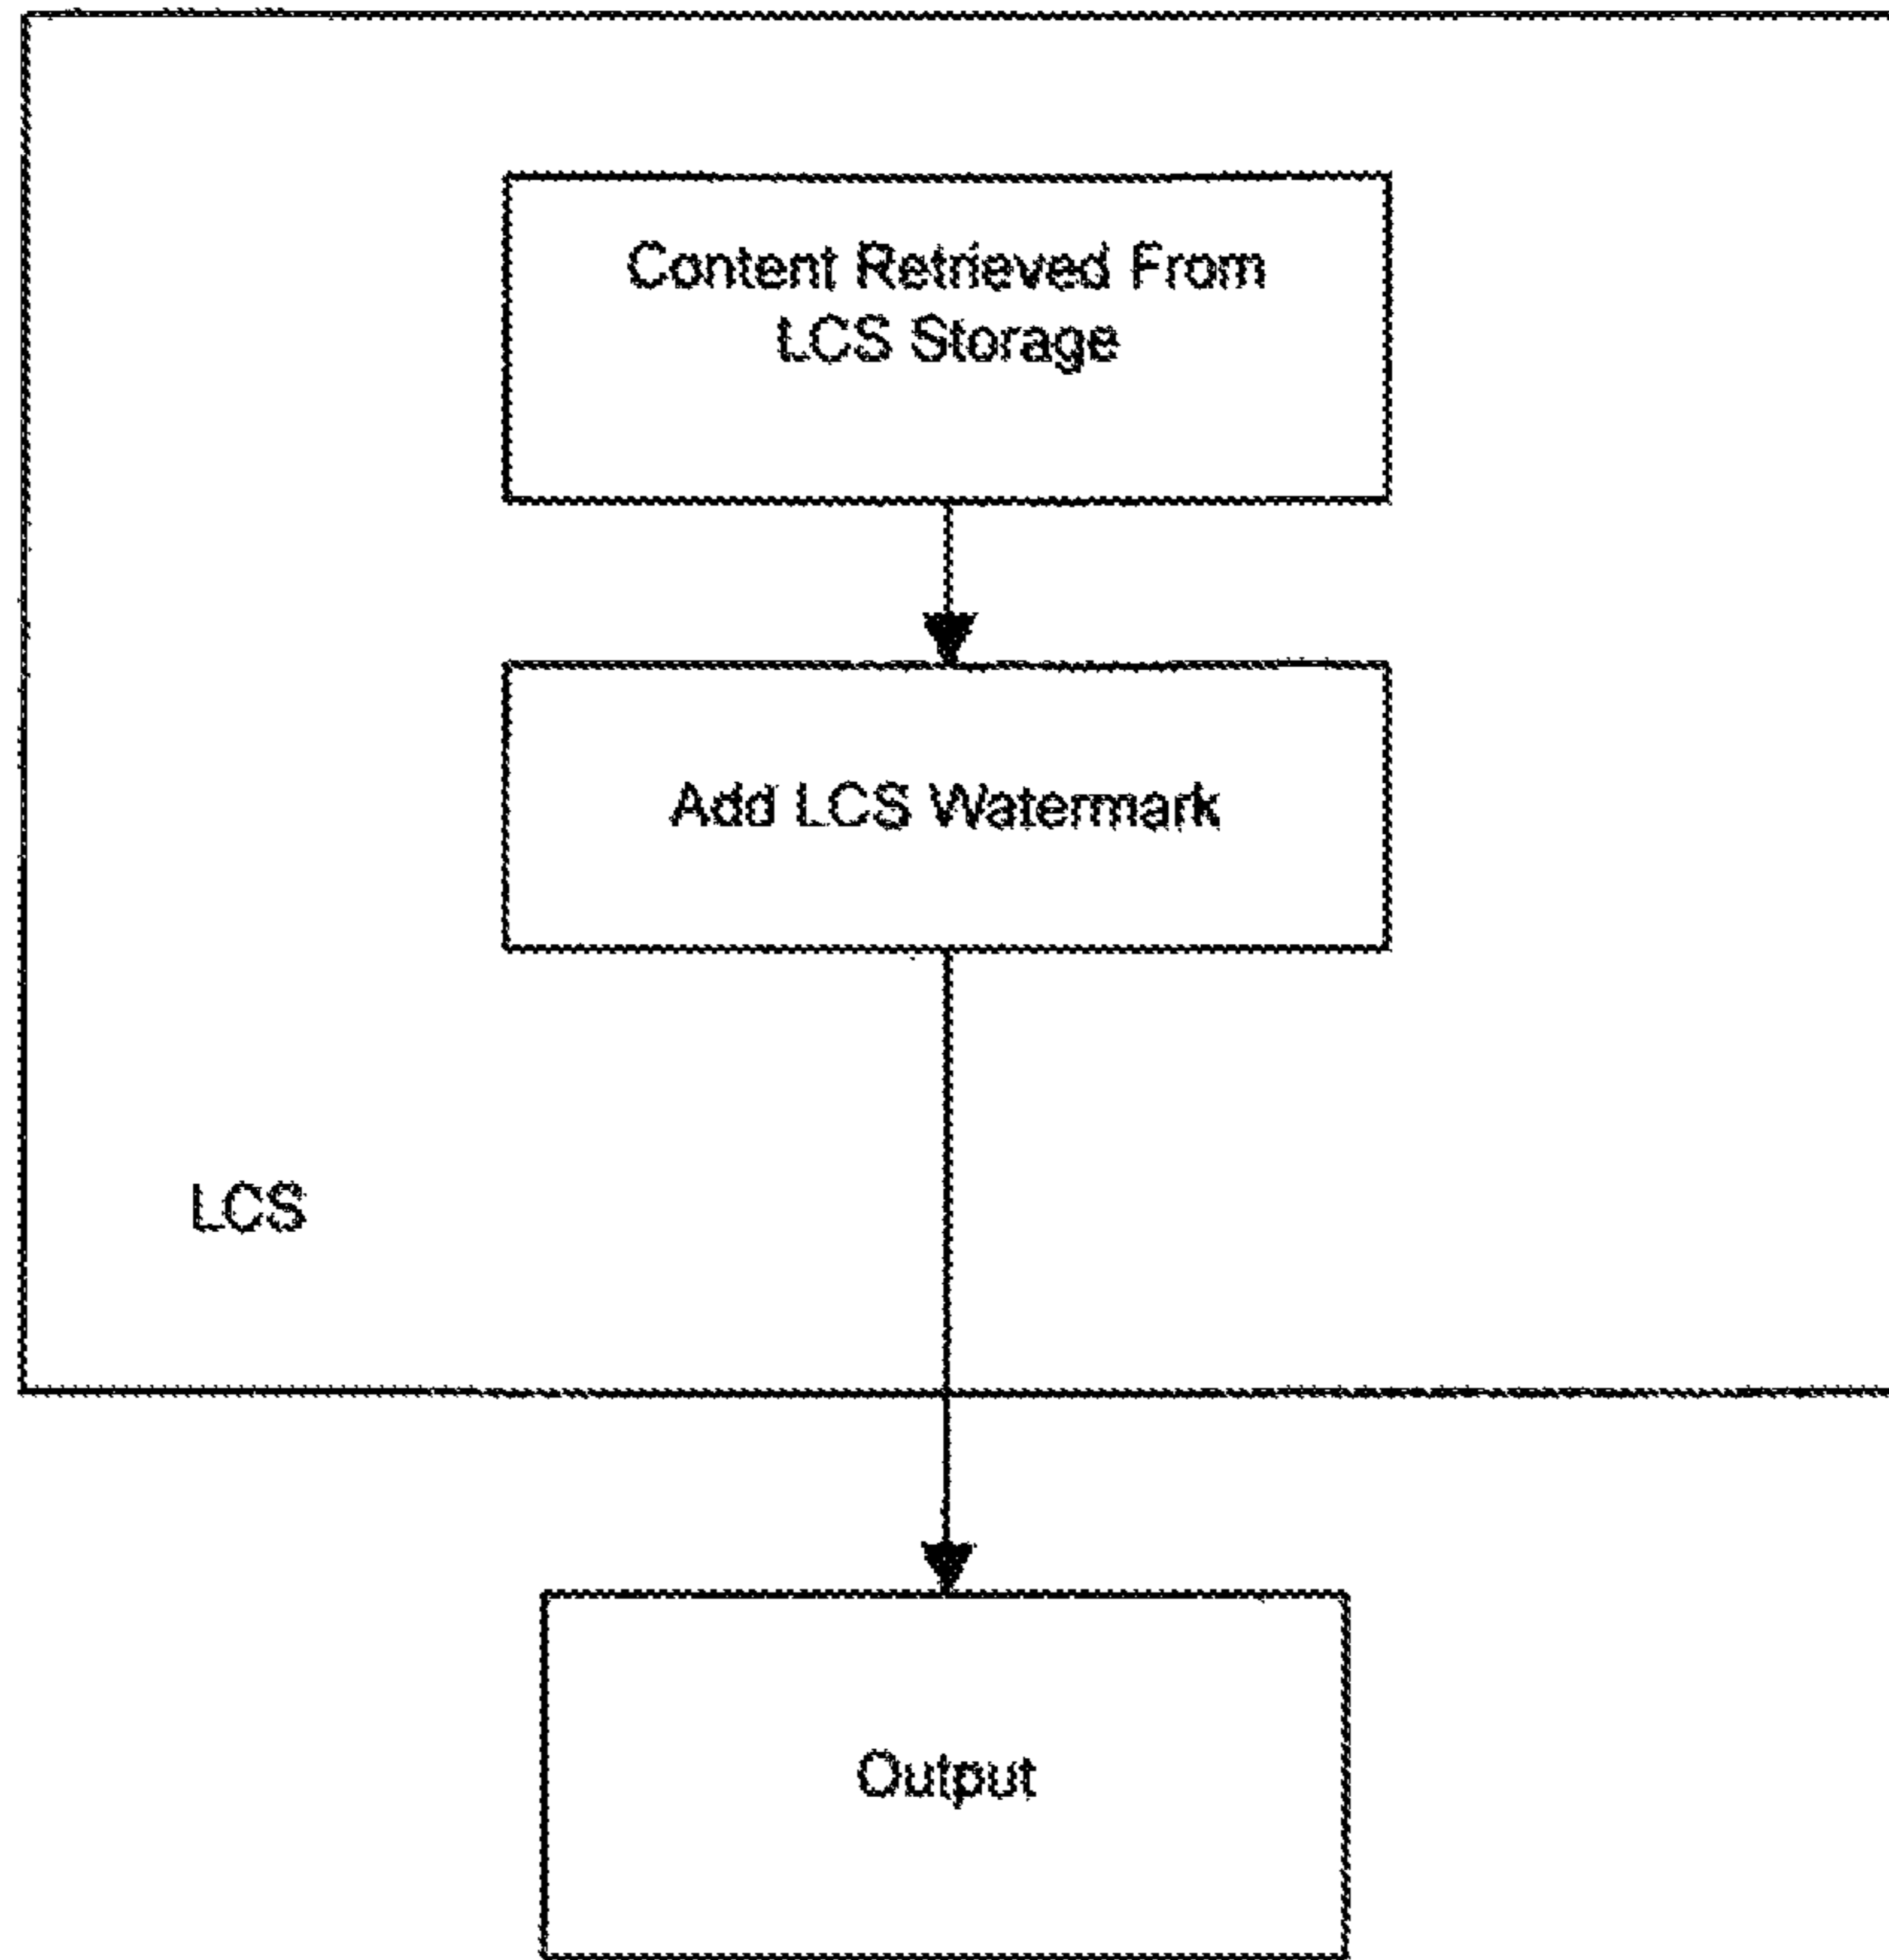 Content Retrieved From
LCS Storage
Add LCS Watermark
LCS
Output